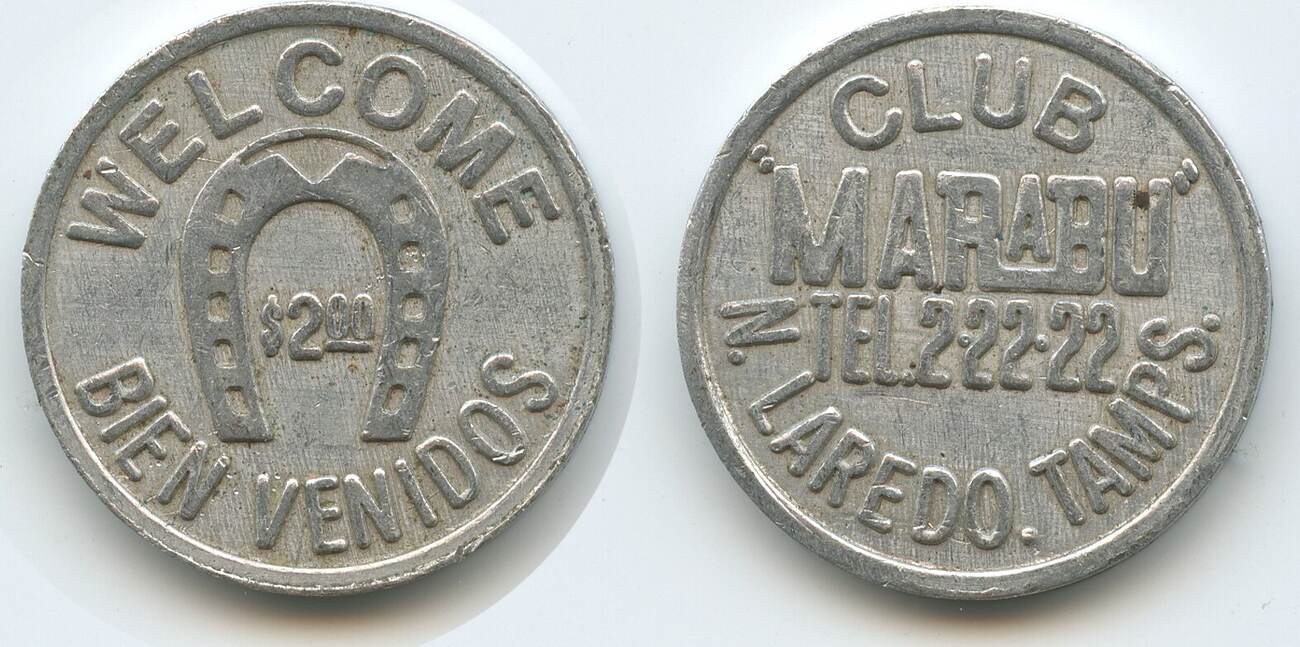 WELCOME
$2.00
BIEN VENIDOS
CLUB
"MARABU"
TEL. 2·22·22
N. LAREDO. TAMPS.